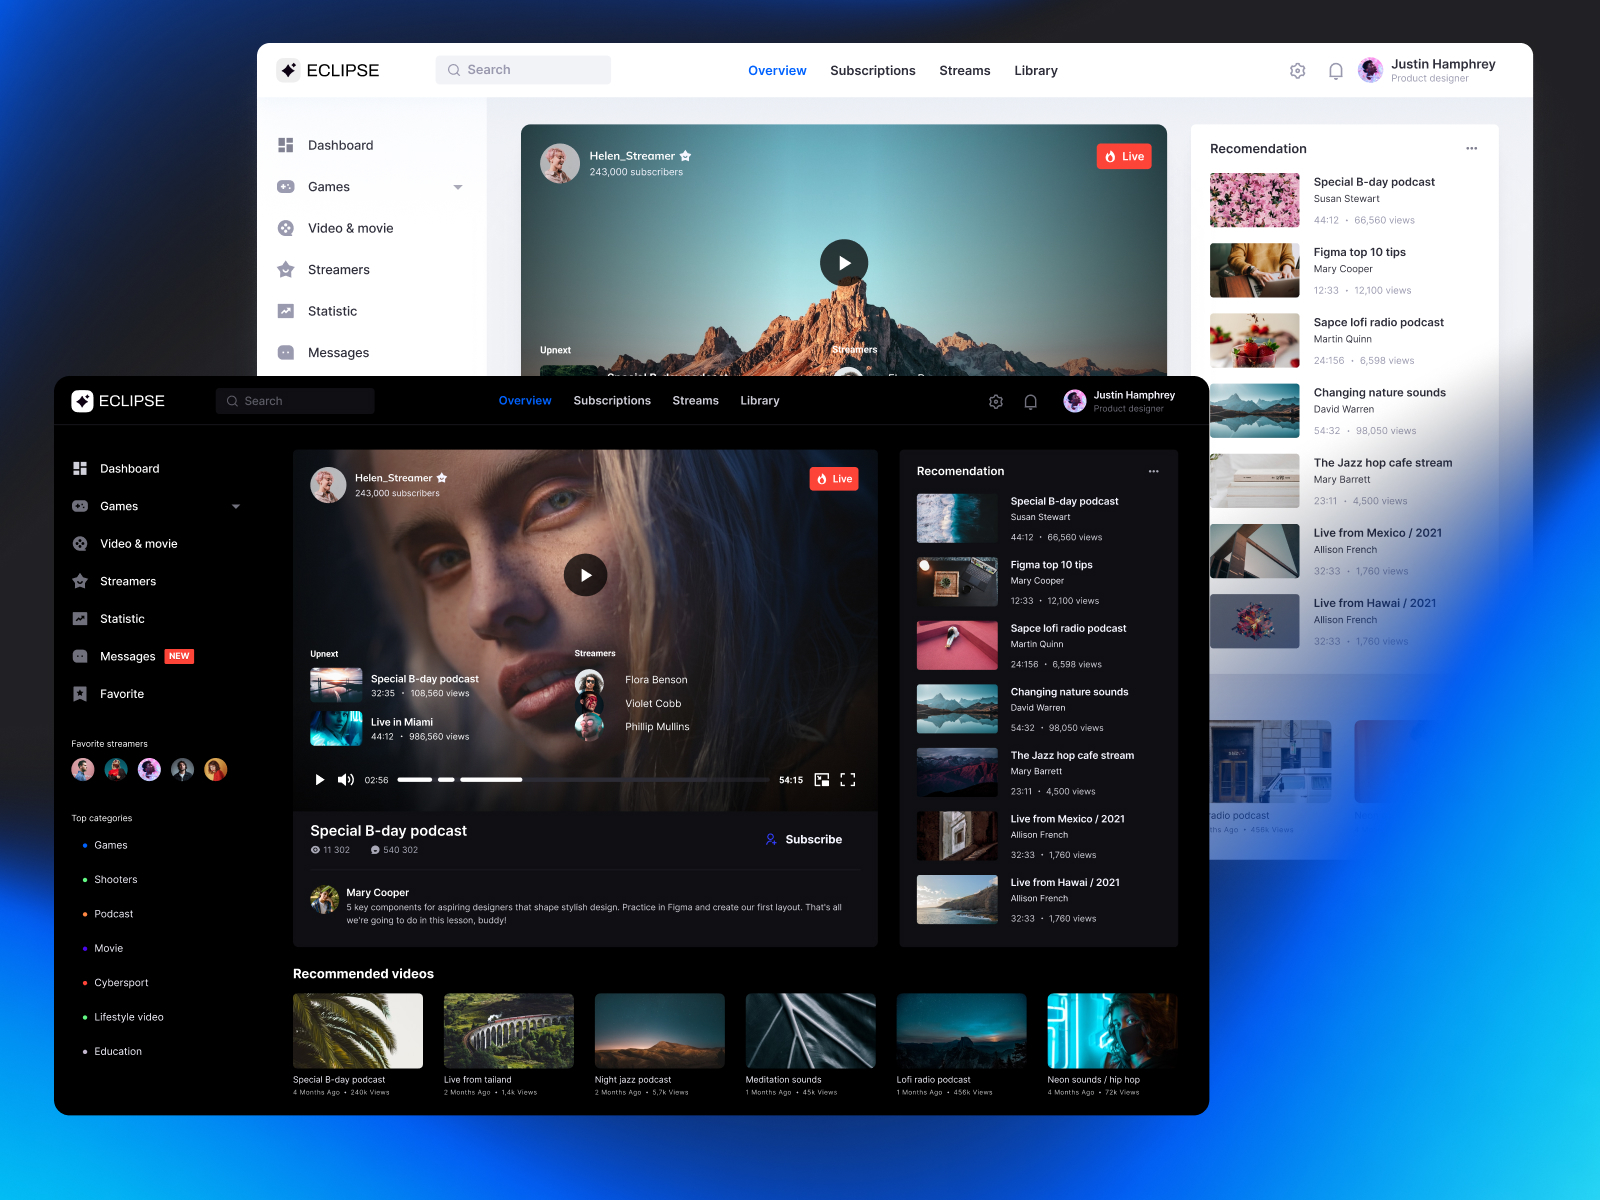 ECLIPSE
Search
Overview
Subscriptions
Streams
Library
Justin Hamphrey
Product designer
Dashboard
Games
Video & movie
Streamers
Statistic
Messages
Helen_Streamer
243,000 subscribers
Live
Upnext
Streamers
Recomendation
Special B-day podcast
Susan Stewart
44:12 • 66,560 views
Figma top 10 tips
Mary Cooper
12:33 • 12,100 views
Sapce lofi radio podcast
Martin Quinn
24:156 • 6,598 views
Changing nature sounds
David Warren
54:32 • 98,050 views
The Jazz hop cafe stream
Mary Barrett
23:11 • 4,500 views
Live from Mexico / 2021
Allison French
32:33 • 1,760 views
Live from Hawai / 2021
Allison French
32:33 • 1,760 views
radio podcast
ths Ago • 456k Views
ECLIPSE
Search
Overview
Subscriptions
Streams
Library
Justin Hamphrey
Product designer
Dashboard
Games
Video & movie
Streamers
Statistic
Messages NEW
Favorite
Favorite streamers
Top categories
Games
Shooters
Podcast
Movie
Cybersport
Lifestyle video
Education
Helen_Streamer
243,000 subscribers
Live
Upnext
Special B-day podcast
32:35 • 108,560 views
Live in Miami
44:12 • 986,560 views
Streamers
Flora Benson
Violet Cobb
Phillip Mullins
02:56
54:15
Special B-day podcast
11 302
540 302
Subscribe
Mary Cooper
5 key components for aspiring designers that shape stylish design. Practice in Figma and create our first layout. That's all
we're going to do in this lesson, buddy!
Recomendation
Special B-day podcast
Susan Stewart
44:12 • 66,560 views
Figma top 10 tips
Mary Cooper
12:33 • 12,100 views
Sapce lofi radio podcast
Martin Quinn
24:156 • 6,598 views
Changing nature sounds
David Warren
54:32 • 98,050 views
The Jazz hop cafe stream
Mary Barrett
23:11 • 4,500 views
Live from Mexico / 2021
Allison French
32:33 • 1,760 views
Live from Hawai / 2021
Allison French
32:33 • 1,760 views
Recommended videos
Special B-day podcast
4 Months Ago • 240k Views
Live from tailand
2 Months Ago • 1,4k Views
Night jazz podcast
2 Months Ago • 5,7k Views
Meditation sounds
1 Months Ago • 45k Views
Lofi radio podcast
1 Months Ago • 456k Views
Neon sounds / hip hop
4 Months Ago • 72k Views